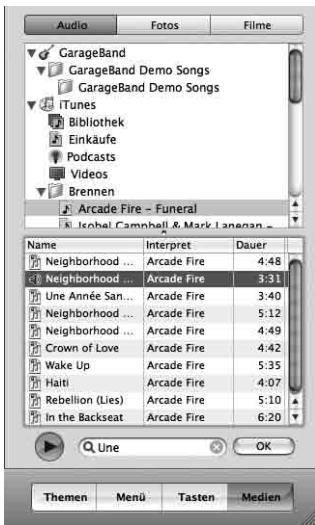 Audio Fotos Filme
GarageBand
GarageBand Demo Songs
GarageBand Demo Songs
iTunes
Bibliothek
Einkäufe
Podcasts
Videos
Brennen
Arcade Fire – Funeral
Isobel Campbell & Mark Lanegan –
Name Interpret Dauer
Neighborhood ... Arcade Fire 4:48
Neighborhood ... Arcade Fire 3:31
Une Année San... Arcade Fire 3:40
Neighborhood ... Arcade Fire 5:12
Neighborhood ... Arcade Fire 4:49
Crown of Love Arcade Fire 4:42
Wake Up Arcade Fire 5:35
Haiti Arcade Fire 4:07
Rebellion (Lies) Arcade Fire 5:10
In the Backseat Arcade Fire 6:20
Une OK
Themen Menü Tasten Medien